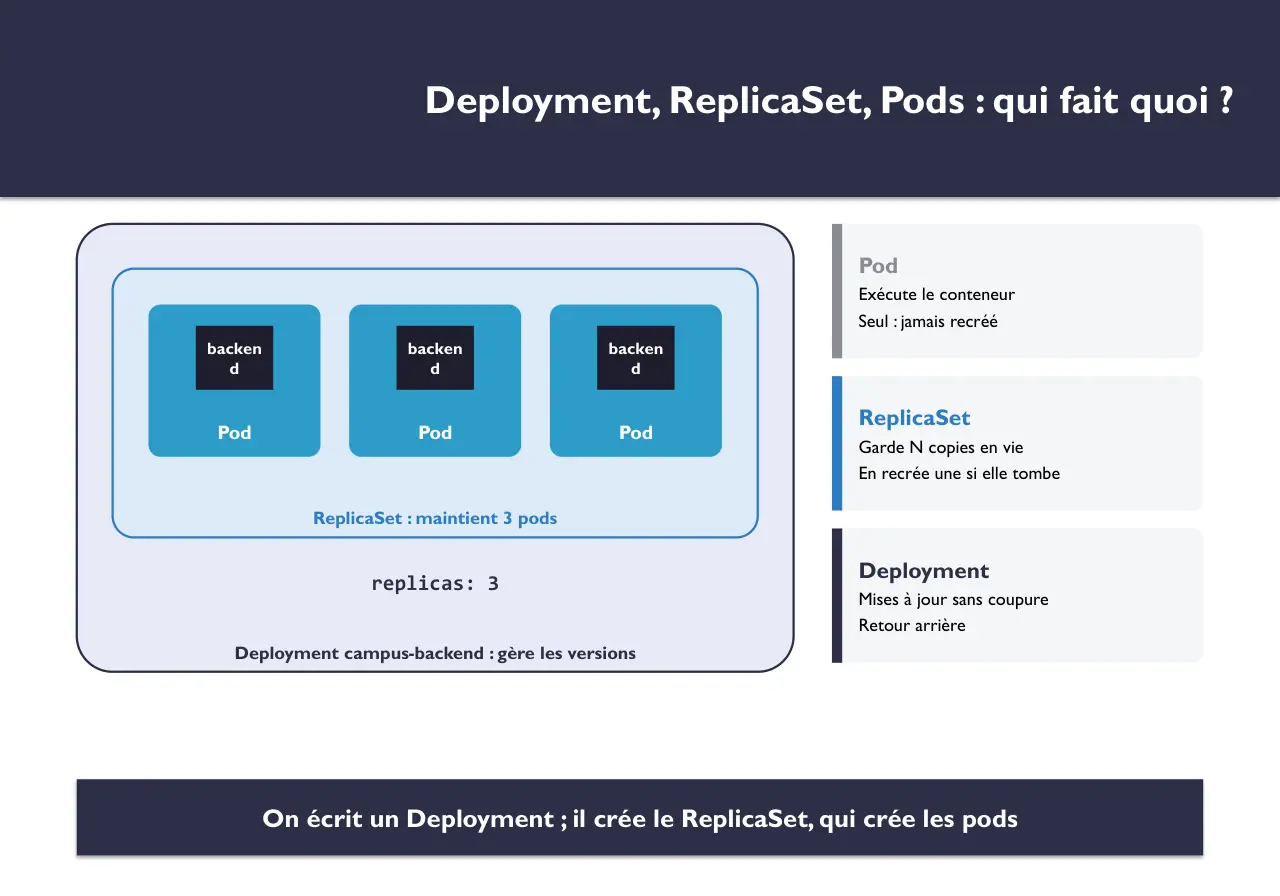 Deployment, ReplicaSet, Pods : qui fait quoi ?
backen
d
Pod
backen
d
Pod
backen
d
Pod
ReplicaSet : maintient 3 pods
replicas: 3
Deployment campus-backend : gère les versions
Pod
Exécute le conteneur
Seul : jamais recréé
ReplicaSet
Garde N copies en vie
En recrée une si elle tombe
Deployment
Mises à jour sans coupure
Retour arrière
On écrit un Deployment ; il crée le ReplicaSet, qui crée les pods